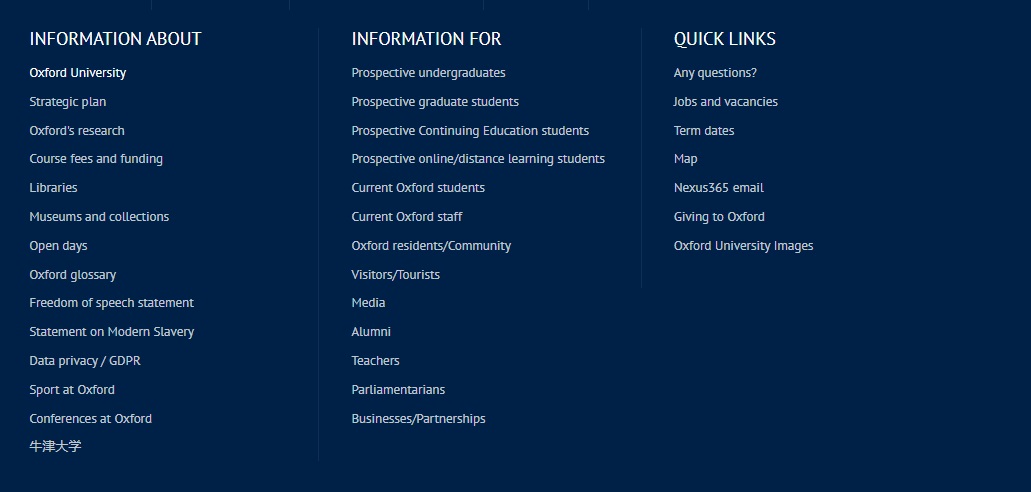 INFORMATION ABOUT
Oxford University
Strategic plan
Oxford's research
Course fees and funding
Libraries
Museums and collections
Open days
Oxford glossary
Freedom of speech statement
Statement on Modern Slavery
Data privacy / GDPR
Sport at Oxford
Conferences at Oxford
牛津大学
INFORMATION FOR
Prospective undergraduates
Prospective graduate students
Prospective Continuing Education students
Prospective online/distance learning students
Current Oxford students
Current Oxford staff
Oxford residents/Community
Visitors/Tourists
Media
Alumni
Teachers
Parliamentarians
Businesses/Partnerships
QUICK LINKS
Any questions?
Jobs and vacancies
Term dates
Map
Nexus365 email
Giving to Oxford
Oxford University Images